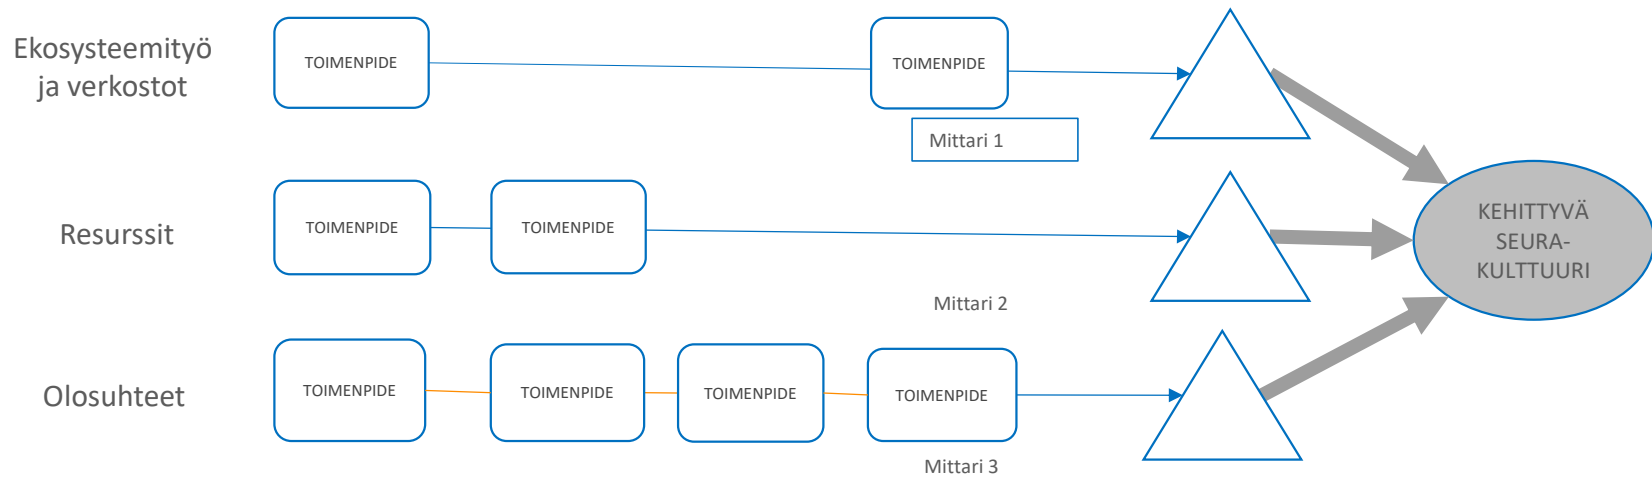 Ekosysteemityö
ja verkostot
TOIMENPIDE
TOIMENPIDE
Mittari 1
Resurssit
TOIMENPIDE
TOIMENPIDE
Mittari 2
Olosuhteet
TOIMENPIDE
TOIMENPIDE
TOIMENPIDE
TOIMENPIDE
Mittari 3
KEHITTYVÄ
SEURA-
KULTTUURI